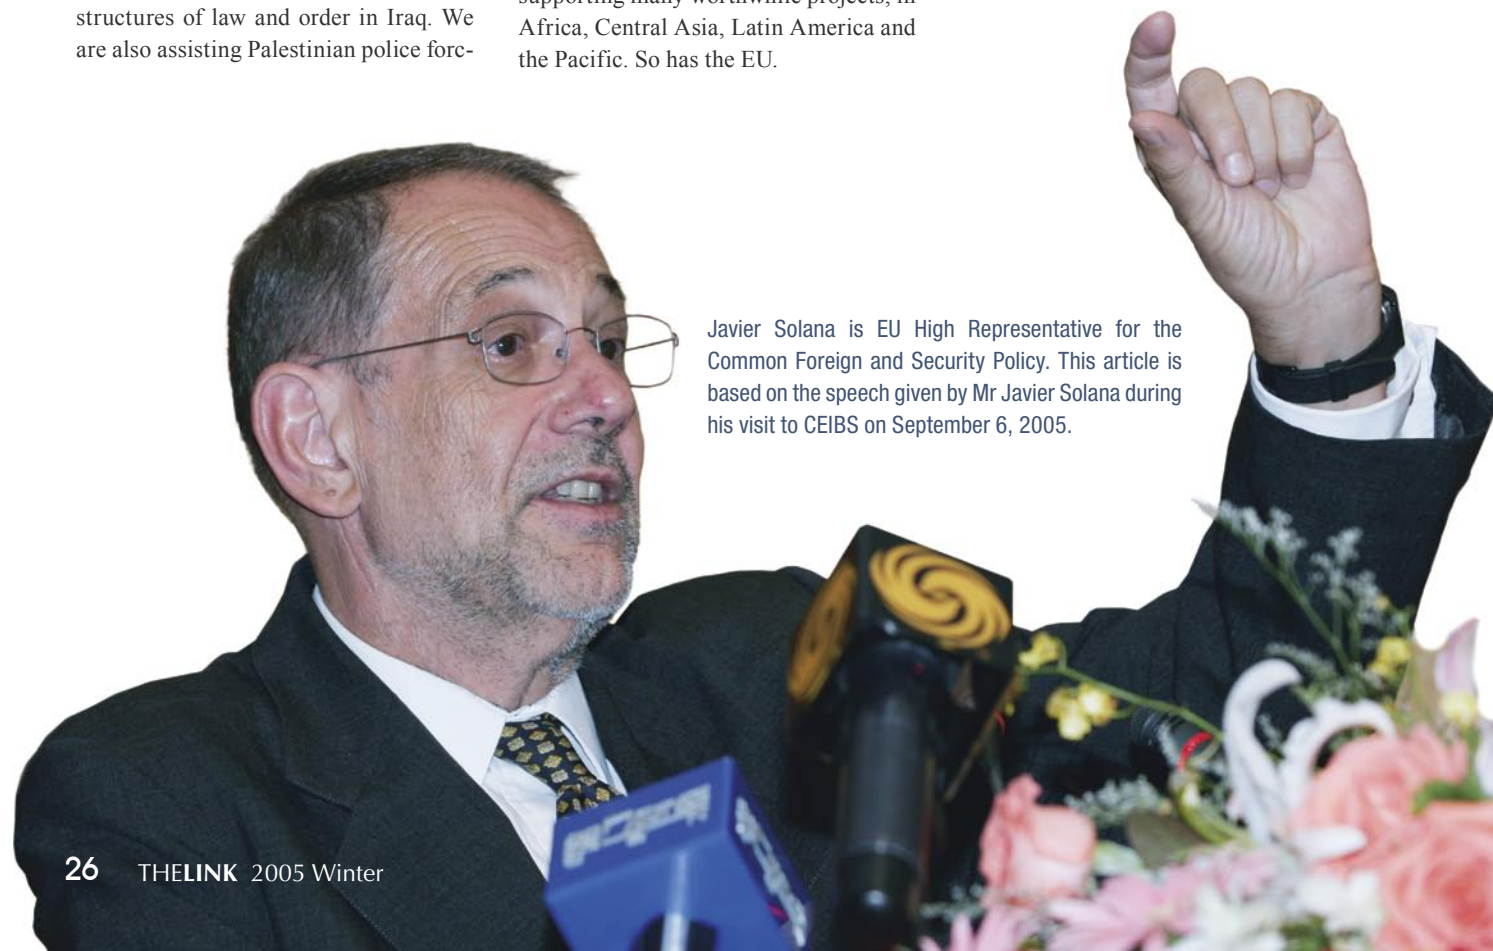 structures of law and order in Iraq. We
are also assisting Palestinian police forc-
Africa, Central Asia, Latin America and
the Pacific. So has the EU.
Javier Solana is EU High Representative for the
Common Foreign and Security Policy. This article is
based on the speech given by Mr Javier Solana during
his visit to CEIBS on September 6, 2005.
26 THELINK 2005 Winter